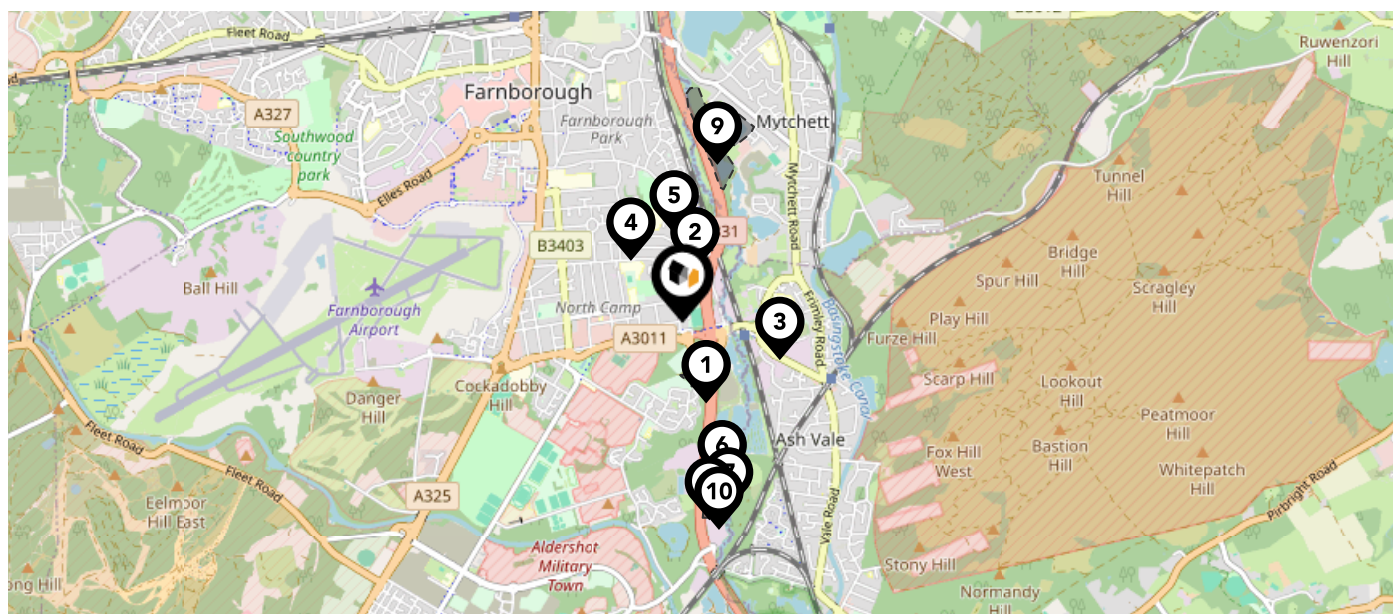 Fleet Road
Ruwenzori
Hill
Farnborough
A327
Farnborough
Park
9
Mytchett
Southwood
country
park
Elles Road
Mytchett Road
Tunnel
Hill
5
4
2
31
B3403
Bridge
Hill
Spur Hill
Scragley
Hill
Ball Hill
Farnborough
Airport
North Camp
Frimley Road
Basingstoke Canal
3
Play Hill
Furze Hill
A3011
1
Scarp Hill
Lookout
Hill
Cockadobby
Hill
Danger
Hill
Peatmoor
Hill
Fleet Road
6
Ash Vale
Fox Hill
West
Bastion
Hill
Whitepatch
Hill
Fleet Road
7
10
A325
Vale Road
Pirbright Road
Eelmoor
Hill East
Aldershot
Military
Town
Stony Hill
ong Hill
Normandy
Hill